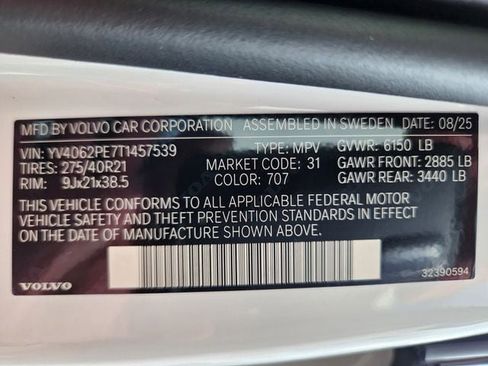 MFD BY VOLVO CAR CORPORATION ASSEMBLED IN SWEDEN DATE: 08/25
VIN: YV4062PE7T1457539 TYPE: MPV GVWR: 6150 LB
TIRES: 275/40R21 MARKET CODE: 31 GAWR FRONT: 2885 LB
RIM: 9Jx21x38.5 COLOR: 707 GAWR REAR: 3440 LB
THIS VEHICLE CONFORMS TO ALL APPLICABLE FEDERAL MOTOR
VEHICLE SAFETY AND THEFT PREVENTION STANDARDS IN EFFECT
ON THE DATE OF MANUFACTURE SHOWN ABOVE.
32390594
VOLVO